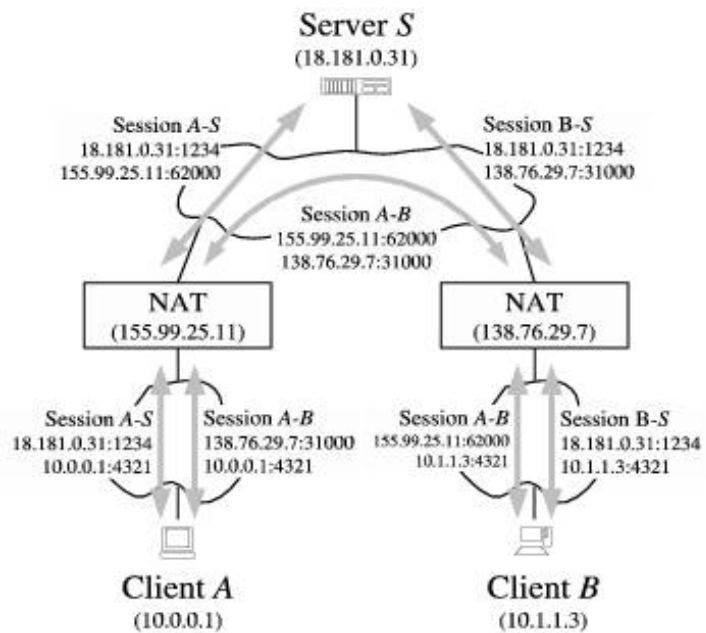 Server S
(18.181.0.31)
Session A-S
18.181.0.31:1234
155.99.25.11:62000
Session B-S
18.181.0.31:1234
138.76.29.7:31000
Session A-B
155.99.25.11:62000
138.76.29.7:31000
NAT
(155.99.25.11)
NAT
(138.76.29.7)
Session A-S
18.181.0.31:1234
10.0.0.1:4321
Session A-B
138.76.29.7:31000
10.0.0.1:4321
Session A-B
155.99.25.11:62000
10.1.1.3:4321
Session B-S
18.181.0.31:1234
10.1.1.3:4321
Client A
(10.0.0.1)
Client B
(10.1.1.3)